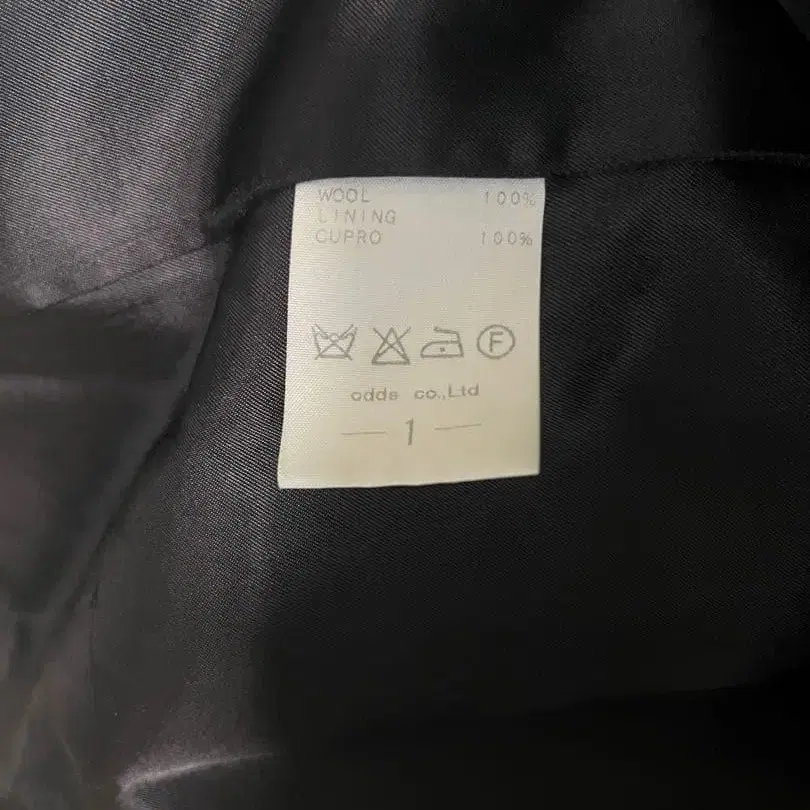 WOOL 100%
LINING
CUPRO 100%
F
odds co.,Ltd
— 1 —